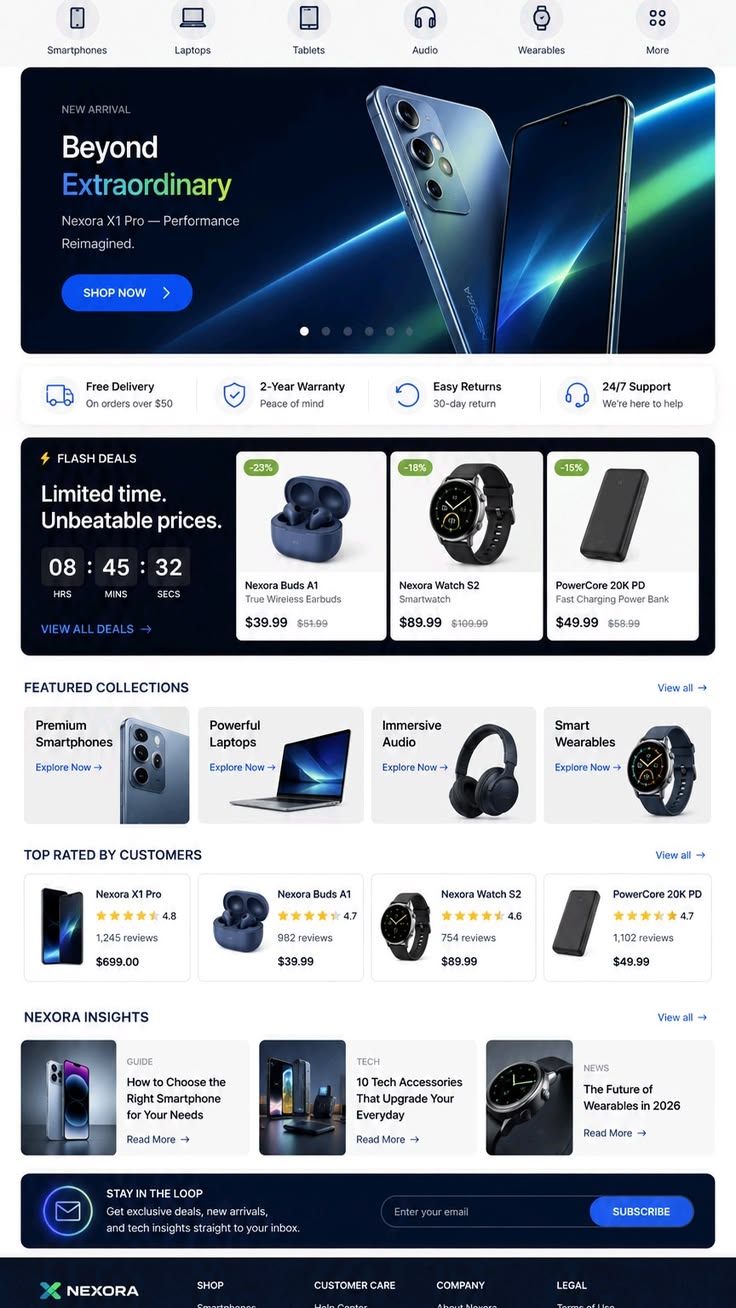 Smartphones
Laptops
Tablets
Audio
Wearables
More
NEW ARRIVAL
Beyond
Extraordinary
Nexora X1 Pro — Performance
Reimagined.
SHOP NOW
NEXORA
Free Delivery
On orders over $50
2-Year Warranty
Peace of mind
Easy Returns
30-day return
24/7 Support
We're here to help
FLASH DEALS
Limited time.
Unbeatable prices.
08 : 45 : 32
HRS MINS SECS
VIEW ALL DEALS →
-23%
Nexora Buds A1
True Wireless Earbuds
$39.99 $51.99
-18%
Nexora Watch S2
Smartwatch
$89.99 $109.99
-15%
PowerCore 20K PD
Fast Charging Power Bank
$49.99 $58.99
FEATURED COLLECTIONS
View all →
Premium
Smartphones
Explore Now →
Powerful
Laptops
Explore Now →
Immersive
Audio
Explore Now →
Smart
Wearables
Explore Now →
TOP RATED BY CUSTOMERS
View all →
Nexora X1 Pro
4.8
1,245 reviews
$699.00
Nexora Buds A1
4.7
982 reviews
$39.99
Nexora Watch S2
4.6
754 reviews
$89.99
PowerCore 20K PD
4.7
1,102 reviews
$49.99
NEXORA INSIGHTS
View all →
GUIDE
How to Choose the
Right Smartphone
for Your Needs
Read More →
TECH
10 Tech Accessories
That Upgrade Your
Everyday
Read More →
NEWS
The Future of
Wearables in 2026
Read More →
STAY IN THE LOOP
Get exclusive deals, new arrivals,
and tech insights straight to your inbox.
Enter your email
SUBSCRIBE
NEXORA
SHOP
Smartphones
CUSTOMER CARE
Help Center
COMPANY
About Nexora
LEGAL
Terms of Use